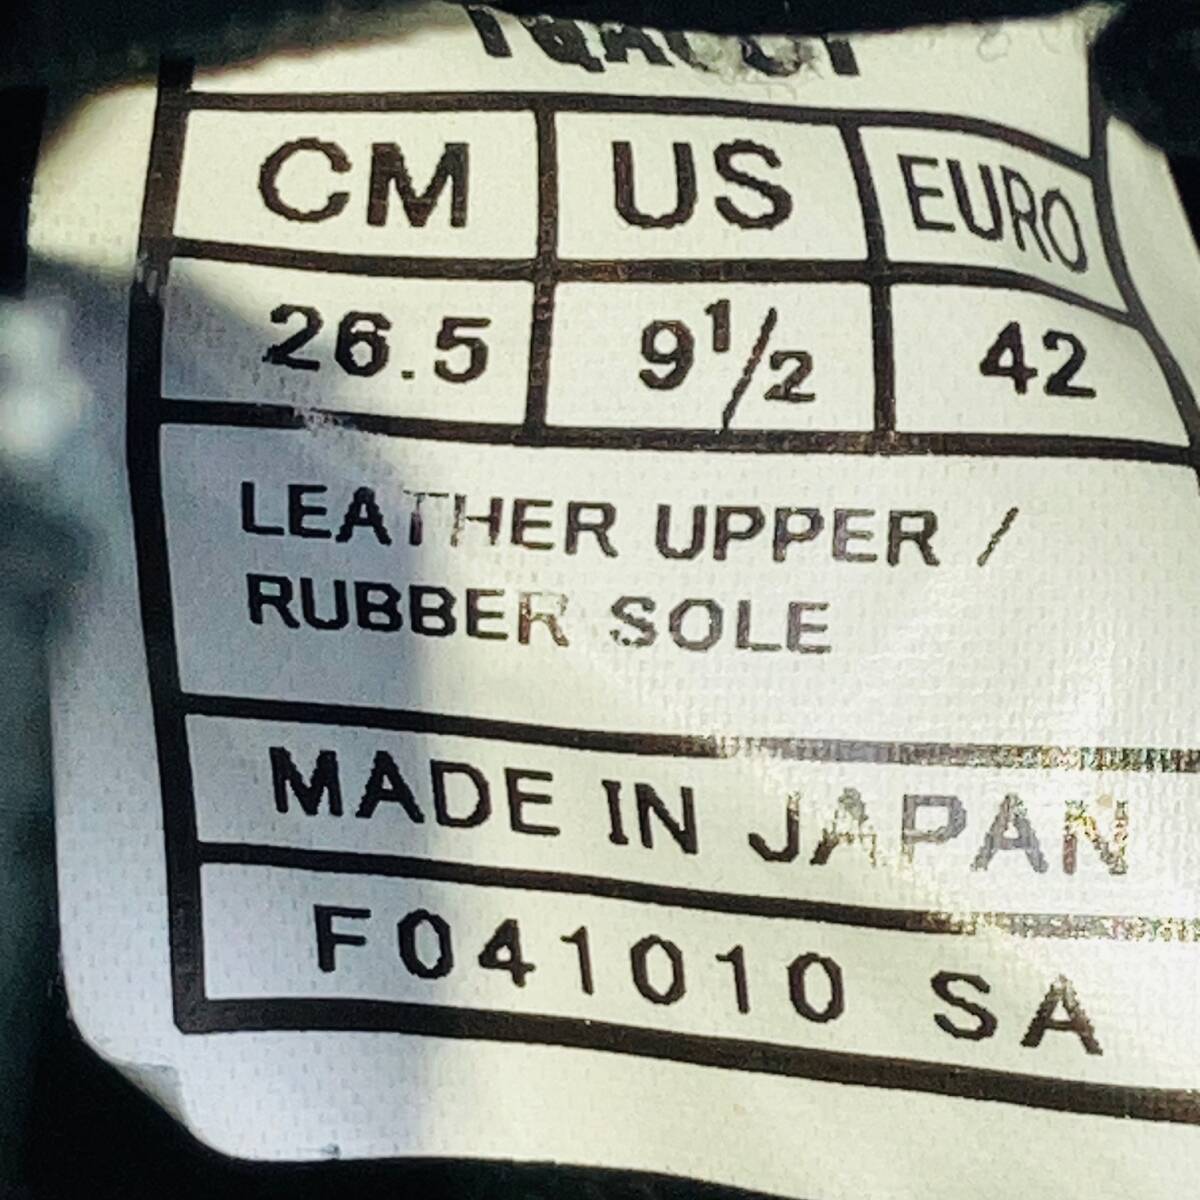 CM US EURO
26.5 9 1/2 42
LEATHER UPPER /
RUBBER SOLE
MADE IN JAPAN
F041010 SA